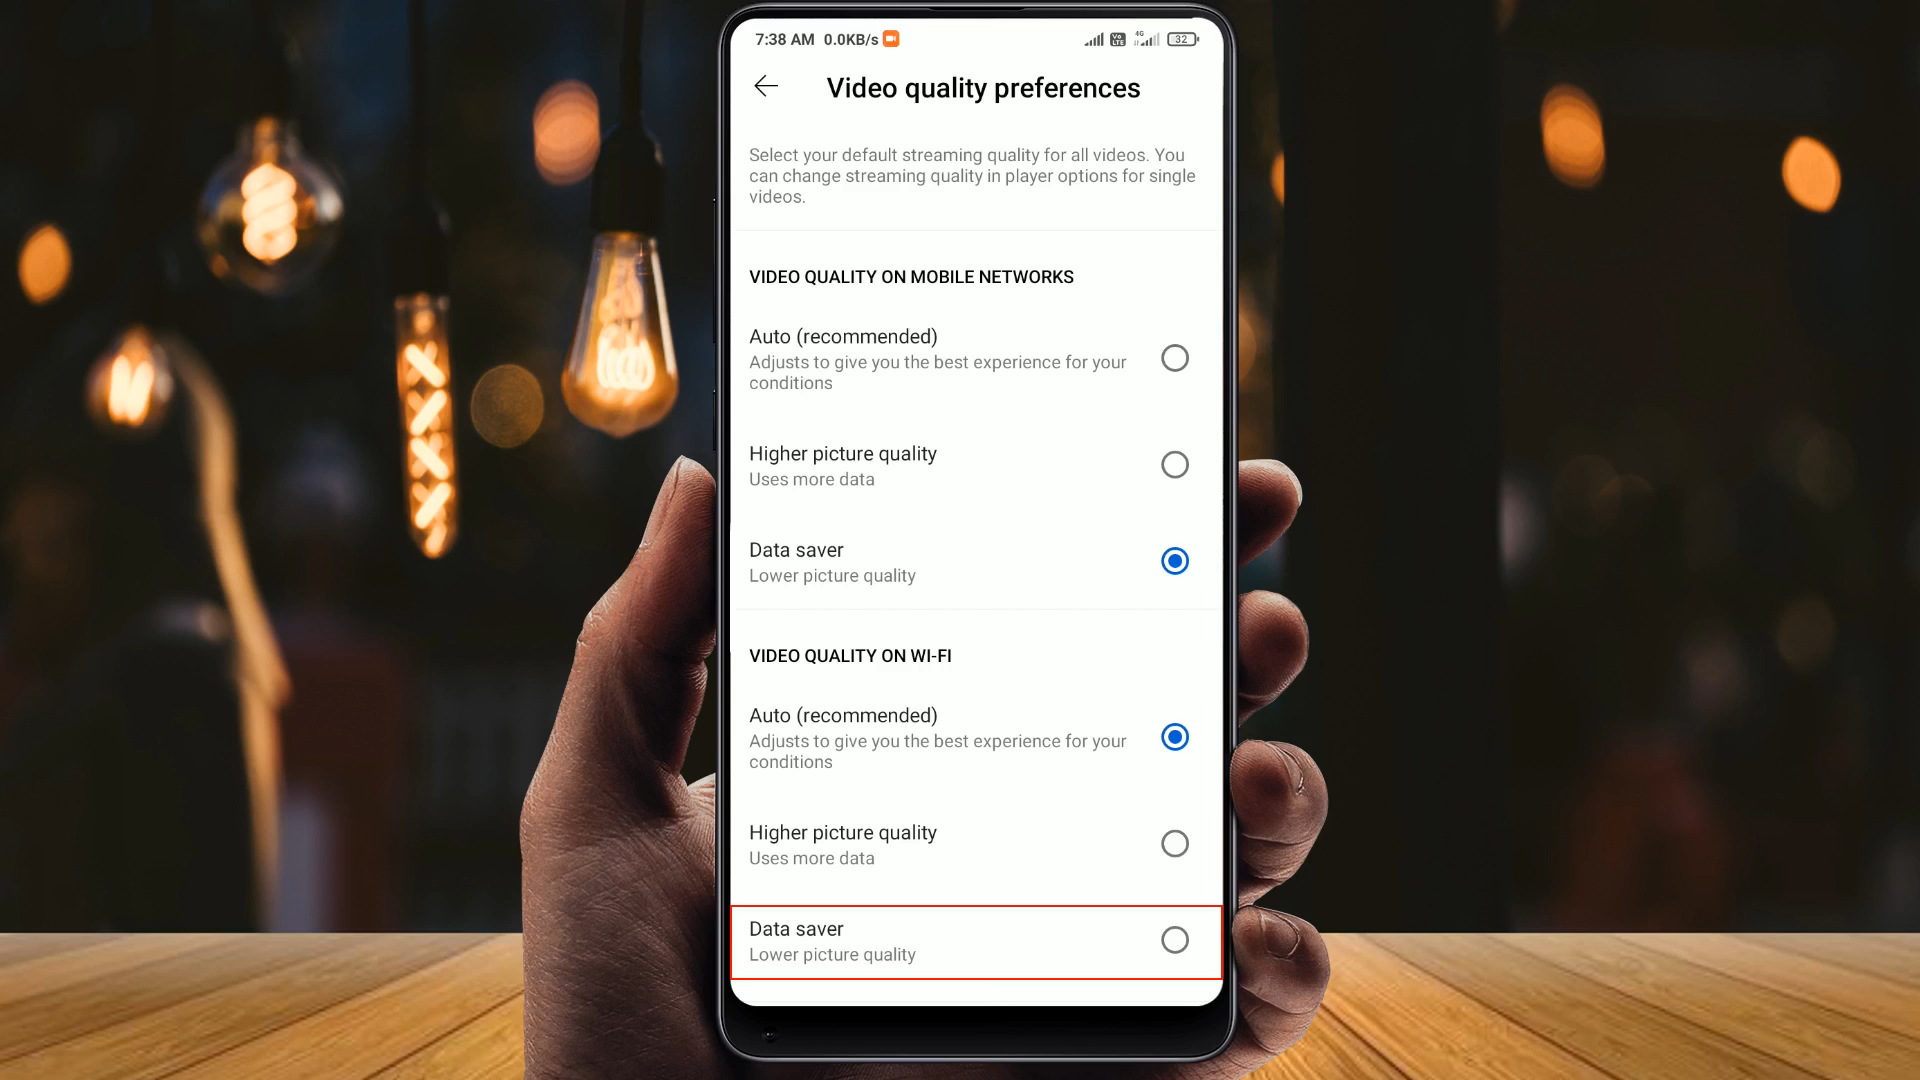 7:38 AM 0.0KB/s
Vo LTE 4G 32
Video quality preferences
Select your default streaming quality for all videos. You
can change streaming quality in player options for single
videos.
VIDEO QUALITY ON MOBILE NETWORKS
Auto (recommended)
Adjusts to give you the best experience for your
conditions
Higher picture quality
Uses more data
Data saver
Lower picture quality
VIDEO QUALITY ON WI-FI
Auto (recommended)
Adjusts to give you the best experience for your
conditions
Higher picture quality
Uses more data
Data saver
Lower picture quality